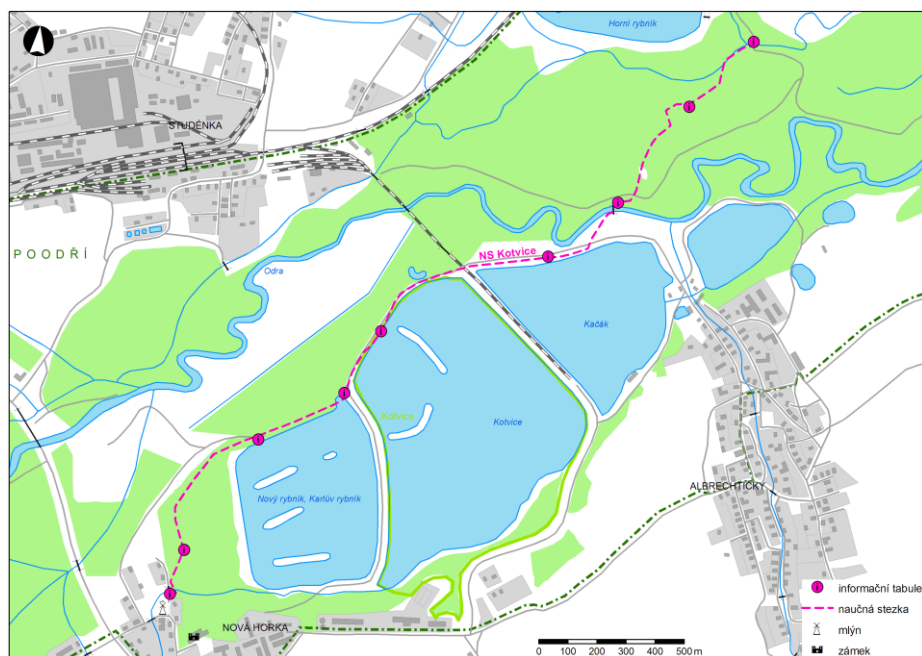 Horní rybník
STUDÉNKA
POODŘÍ
NS Kotvice
Odra
Kačák
Kotvice
Kotvice
ALBRECHTIČKY
Nový rybník, Karlův rybník
NOVÁ HORKA
informační tabule
naučná stezka
mlýn
zámek
0 100 200 300 400 500 m